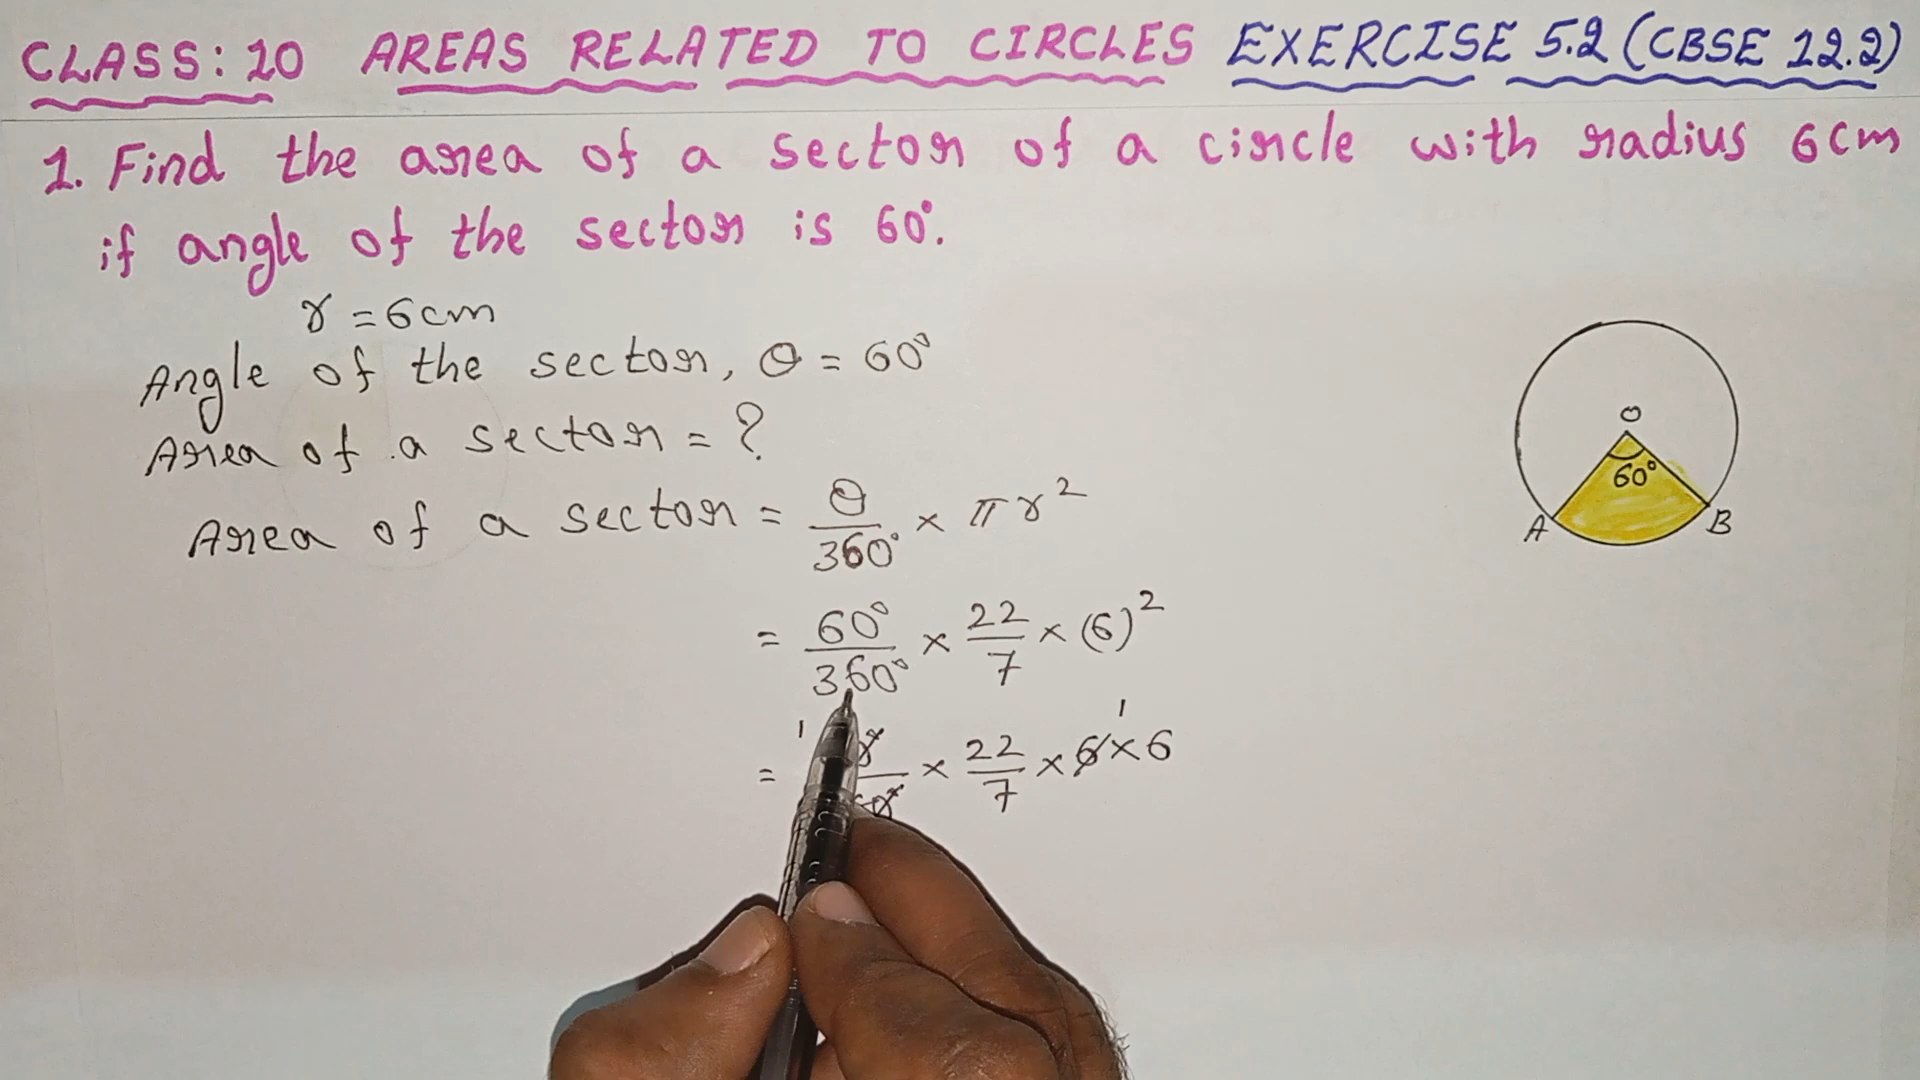 CLASS: 10 AREAS RELATED TO CIRCLES EXERCISE 5.2 (CBSE 12.2)
1. Find the area of a sector of a circle with radius 6cm
if angle of the sector is 60°.
r = 6cm
Angle of the sector, θ = 60°
Area of a sector = ?
Area of a sector = θ/360° × πr²
= 60°/360° × 22/7 × (6)²
= × 22/7 × 6 × 6
1
1
O
60°
A
B